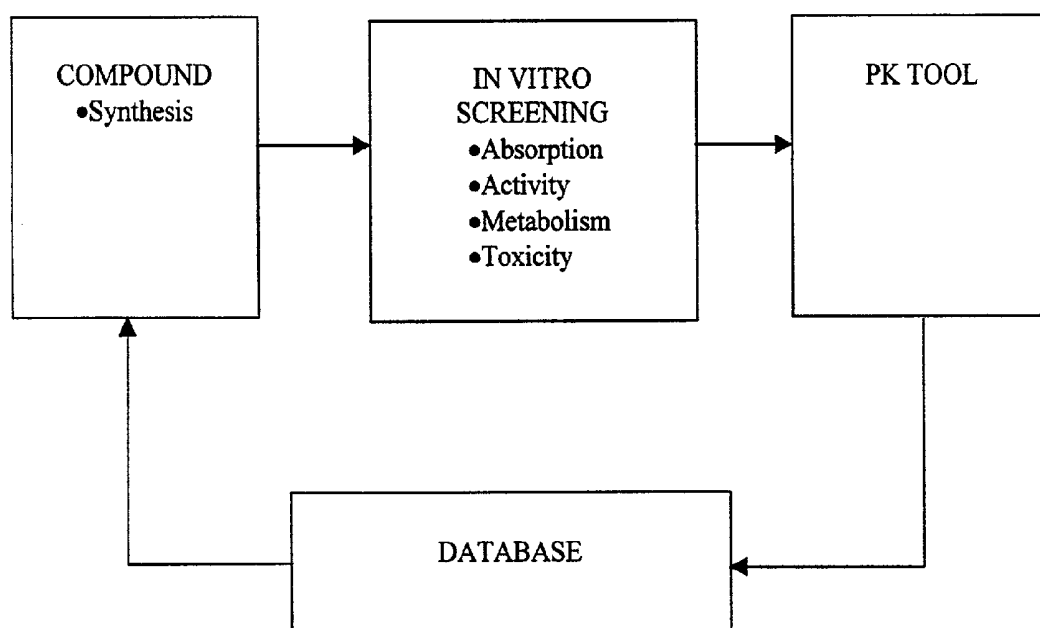 COMPOUND
•Synthesis
IN VITRO
SCREENING
•Absorption
•Activity
•Metabolism
•Toxicity
PK TOOL
DATABASE